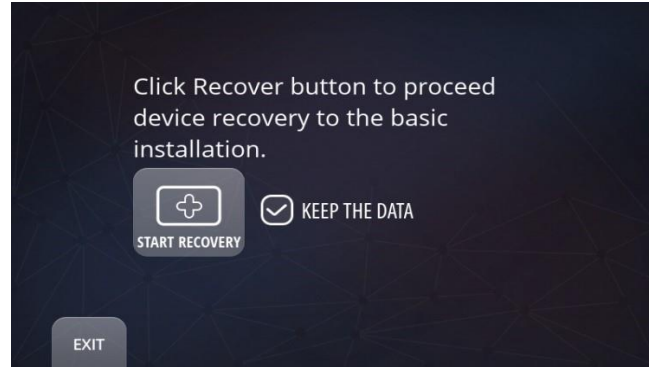 Click Recover button to proceed
device recovery to the basic
installation.
START RECOVERY
KEEP THE DATA
EXIT